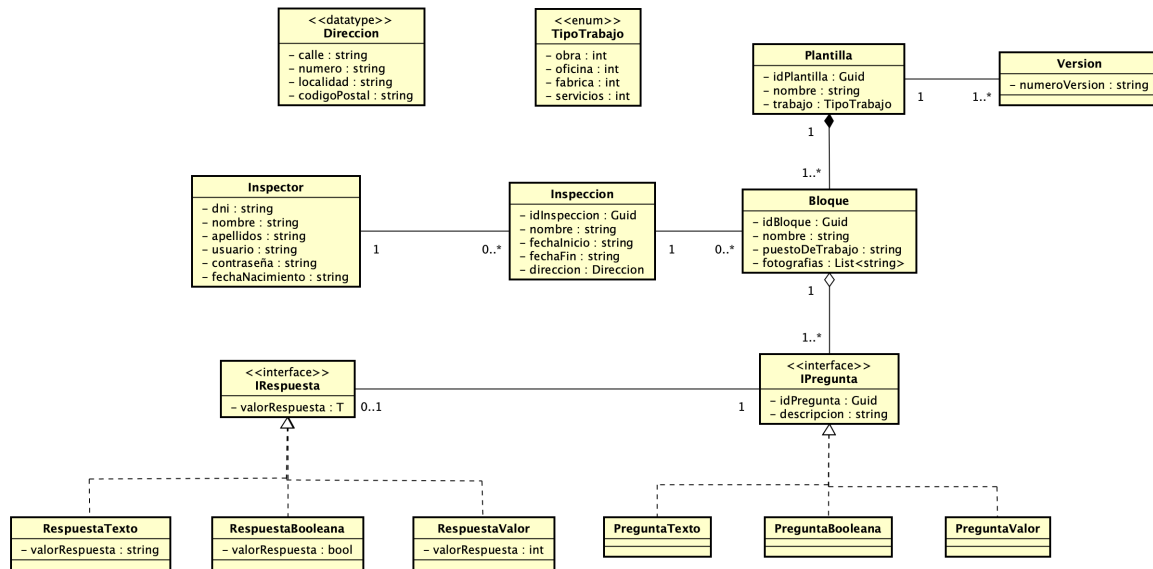 <<datatype>>
Direccion
- calle : string
- numero : string
- localidad : string
- codigoPostal : string
<<enum>>
TipoTrabajo
- obra : int
- oficina : int
- fabrica : int
- servicios : int
Plantilla
- idPlantilla : Guid
- nombre : string
- trabajo : TipoTrabajo
1
1..*
Version
- numeroVersion : string
1
1..*
Inspector
- dni : string
- nombre : string
- apellidos : string
- usuario : string
- contraseña : string
- fechaNacimiento : string
1
0..*
Inspeccion
- idInspeccion : Guid
- nombre : string
- fechaInicio : string
- fechaFin : string
- direccion : Direccion
1
0..*
Bloque
- idBloque : Guid
- nombre : string
- puestoDeTrabajo : string
- fotografias : List<string>
1
1..*
<<interface>>
IRespuesta
- valorRespuesta : T
0..1
1
<<interface>>
IPregunta
- idPregunta : Guid
- descripcion : string
RespuestaTexto
- valorRespuesta : string
RespuestaBooleana
- valorRespuesta : bool
RespuestaValor
- valorRespuesta : int
PreguntaTexto
PreguntaBooleana
PreguntaValor